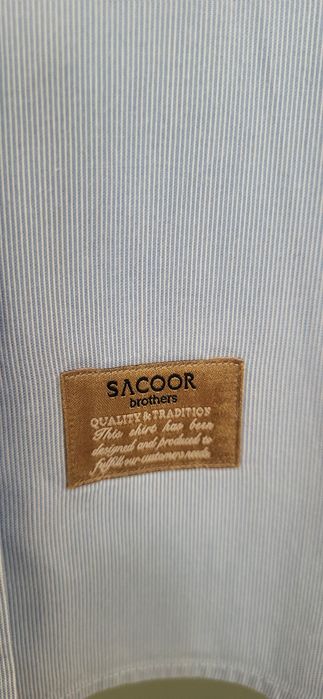 SACOOR
brothers
QUALITY & TRADITION
This shirt has been
designed and produced to
fulfill our customers needs.